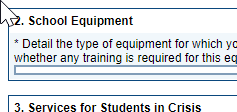 2. School Equipment
* Detail the type of equipment for which yo
whether any training is required for this eq
3. Services for Students in Crisis